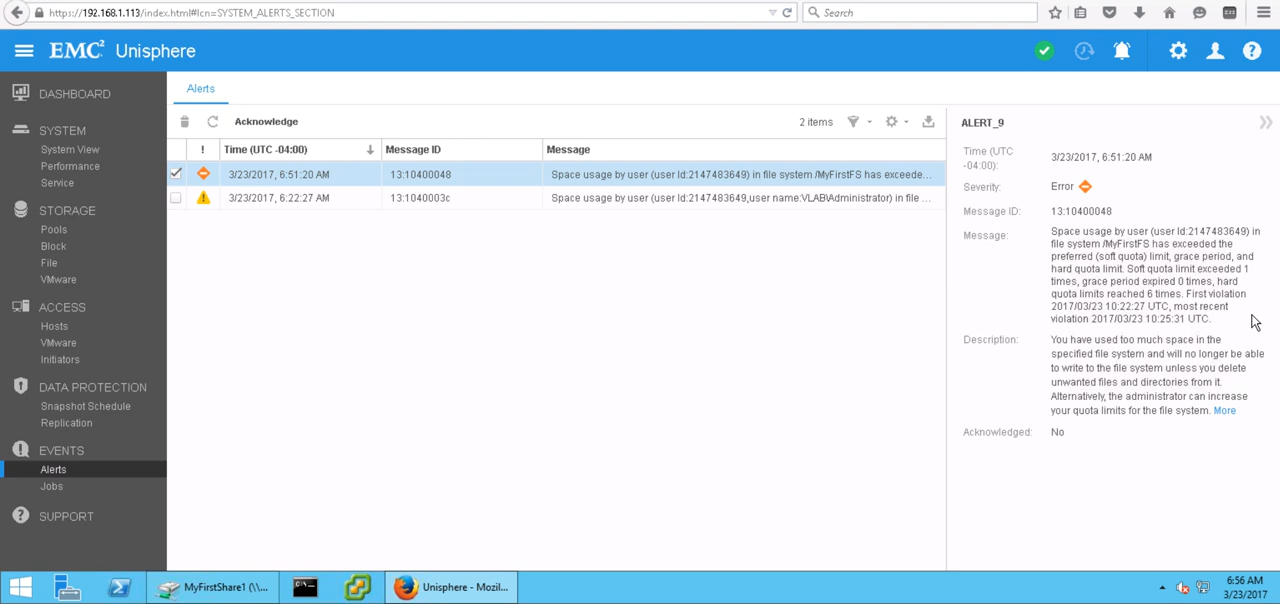 https://192.168.1.113/index.html#lcn=SYSTEM_ALERTS_SECTION
Search
EMC² Unisphere
DASHBOARD
SYSTEM
System View
Performance
Service
STORAGE
Pools
Block
File
VMware
ACCESS
Hosts
VMware
Initiators
DATA PROTECTION
Snapshot Schedule
Replication
EVENTS
Alerts
Jobs
SUPPORT
Alerts
Acknowledge
2 items
! Time (UTC -04:00) Message ID Message
3/23/2017, 6:51:20 AM 13:10400048 Space usage by user (user Id:2147483649) in file system /MyFirstFS has exceede...
3/23/2017, 6:22:27 AM 13:1040003c Space usage by user (user Id:2147483649,user name:VLAB\Administrator) in file ...
ALERT_9
Time (UTC
-04:00):
3/23/2017, 6:51:20 AM
Severity: Error
Message ID: 13:10400048
Message: Space usage by user (user Id:2147483649) in
file system /MyFirstFS has exceeded the
preferred (soft quota) limit, grace period, and
hard quota limit. Soft quota limit exceeded 1
times, grace period expired 0 times, hard
quota limits reached 6 times. First violation
2017/03/23 10:22:27 UTC, most recent
violation 2017/03/23 10:25:31 UTC.
Description: You have used too much space in the
specified file system and will no longer be able
to write to the file system unless you delete
unwanted files and directories from it.
Alternatively, the administrator can increase
your quota limits for the file system. More
Acknowledged: No
MyFirstShare1 (\\...
Unisphere - Mozil...
6:56 AM
3/23/2017